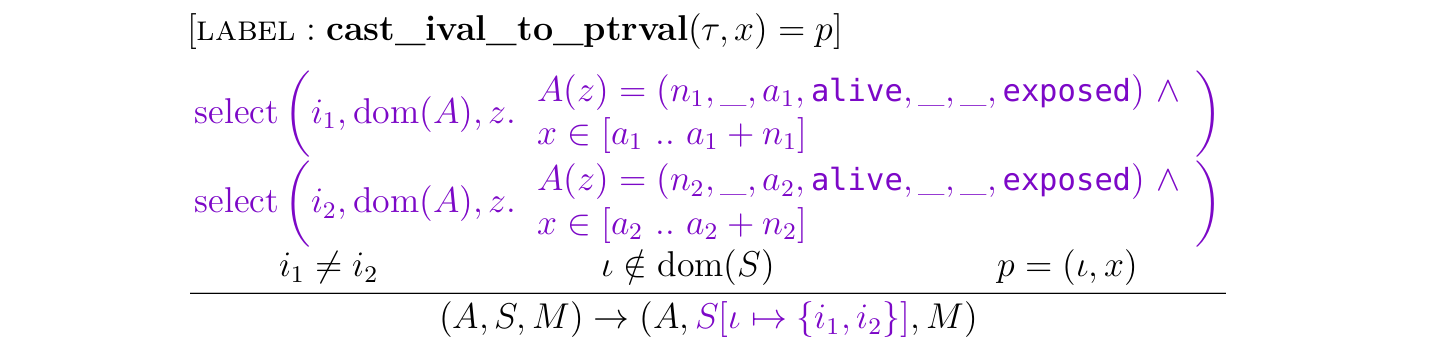 [LABEL : cast_ival_to_ptrval(τ, x) = p]
select ( i₁, dom(A), z. A(z) = (n₁, _, a₁, alive, _, _, exposed) ∧
x ∈ [a₁ .. a₁ + n₁] )
select ( i₂, dom(A), z. A(z) = (n₂, _, a₂, alive, _, _, exposed) ∧
x ∈ [a₂ .. a₂ + n₂] )
i₁ ≠ i₂ ι ∉ dom(S) p = (ι, x)
(A, S, M) → (A, S[ι ↦ {i₁, i₂}], M)